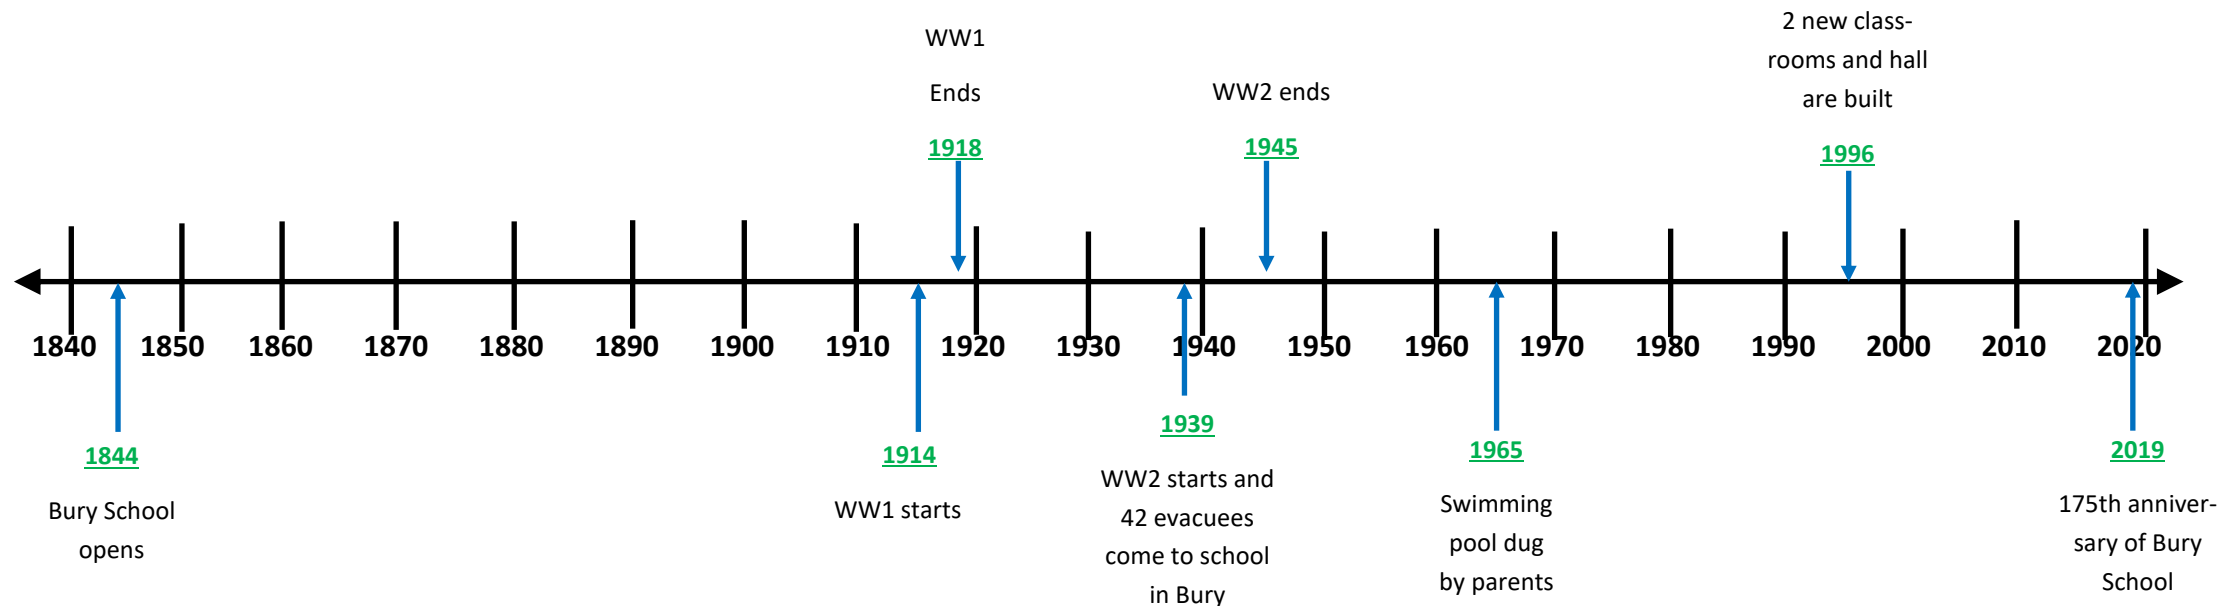 WW1
Ends
1918
WW2 ends
1945
2 new class-
rooms and hall
are built
1996
1840 1850 1860 1870 1880 1890 1900 1910 1920 1930 1940 1950 1960 1970 1980 1990 2000 2010 2020
1844
Bury School
opens
1914
WW1 starts
1939
WW2 starts and
42 evacuees
come to school
in Bury
1965
Swimming
pool dug
by parents
2019
175th anniver-
sary of Bury
School